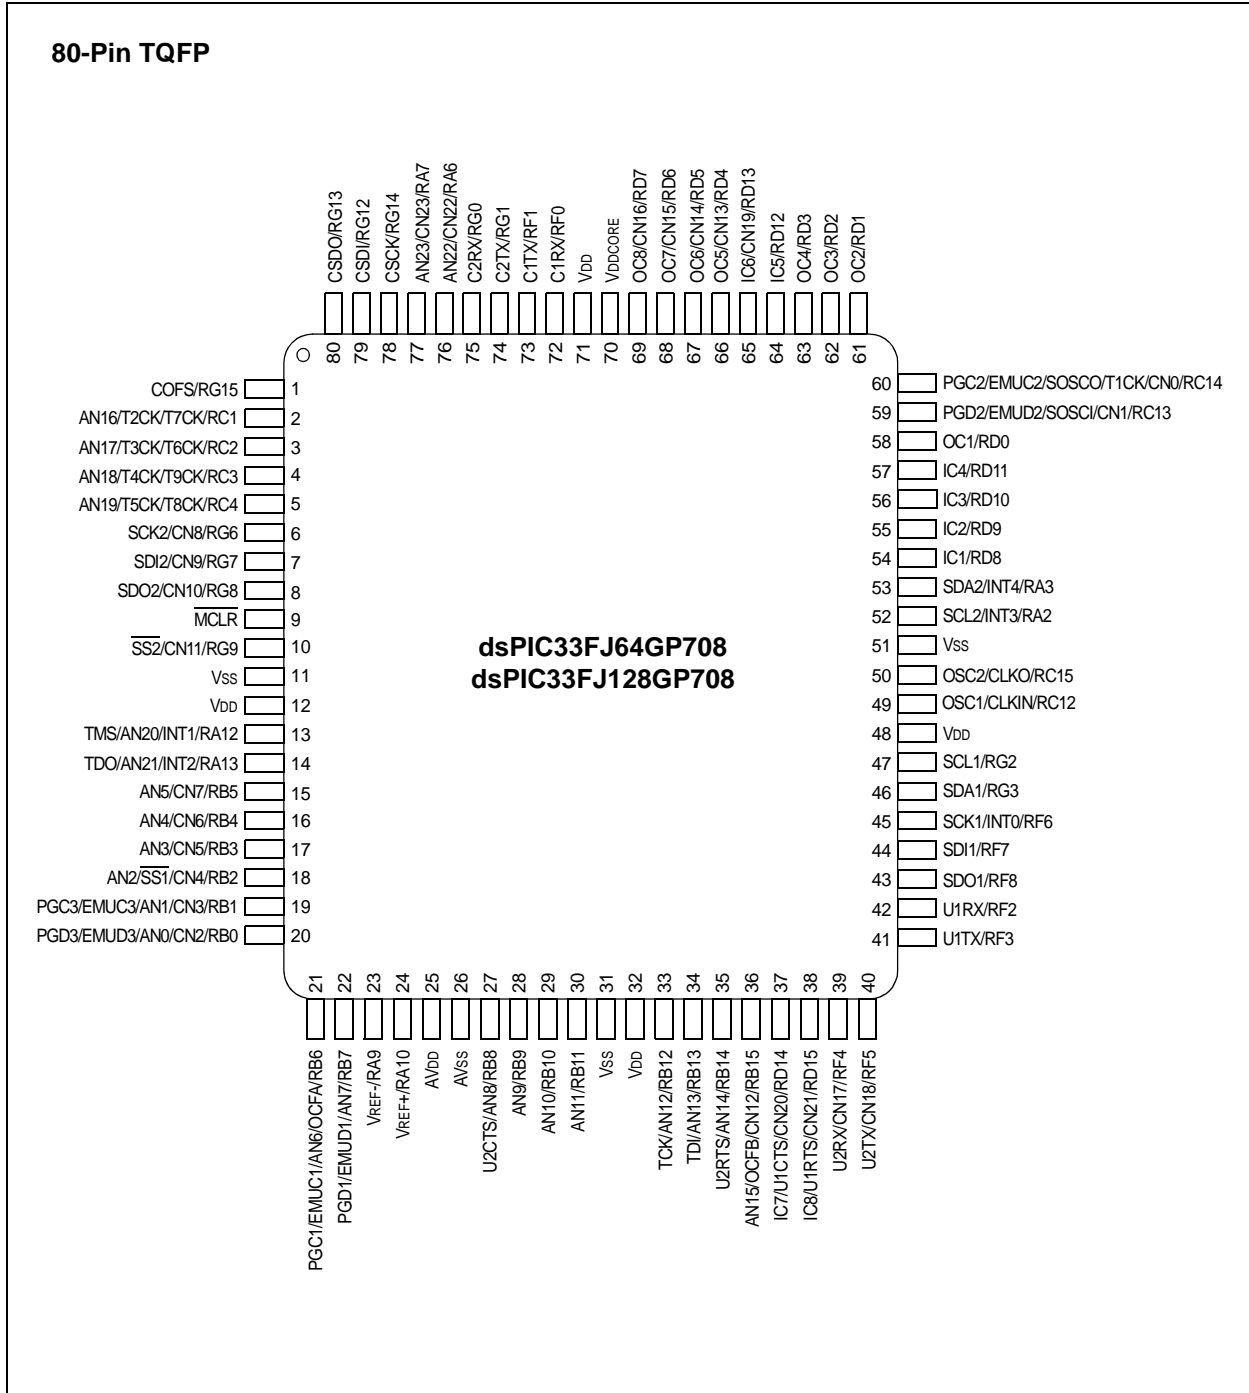 80-Pin TQFP
CSDO/RG13
CSDI/RG12
CSCK/RG14
AN23/CN23/RA7
AN22/CN22/RA6
C2RX/RG0
C2TX/RG1
C1TX/RF1
C1RX/RF0
VDD
VDDCORE
OC8/CN16/RD7
OC7/CN15/RD6
OC6/CN14/RD5
OC5/CN13/RD4
IC6/CN19/RD13
IC5/RD12
OC4/RD3
OC3/RD2
OC2/RD1
80
79
78
77
76
75
74
73
72
71
70
69
68
67
66
65
64
63
62
61
COFS/RG15 1
AN16/T2CK/T7CK/RC1 2
AN17/T3CK/T6CK/RC2 3
AN18/T4CK/T9CK/RC3 4
AN19/T5CK/T8CK/RC4 5
SCK2/CN8/RG6 6
SDI2/CN9/RG7 7
SDO2/CN10/RG8 8
MCLR 9
SS2/CN11/RG9 10
VSS 11
VDD 12
TMS/AN20/INT1/RA12 13
TDO/AN21/INT2/RA13 14
AN5/CN7/RB5 15
AN4/CN6/RB4 16
AN3/CN5/RB3 17
AN2/SS1/CN4/RB2 18
PGC3/EMUC3/AN1/CN3/RB1 19
PGD3/EMUD3/AN0/CN2/RB0 20
dsPIC33FJ64GP708
dsPIC33FJ128GP708
60 PGC2/EMUC2/SOSCO/T1CK/CN0/RC14
59 PGD2/EMUD2/SOSCI/CN1/RC13
58 OC1/RD0
57 IC4/RD11
56 IC3/RD10
55 IC2/RD9
54 IC1/RD8
53 SDA2/INT4/RA3
52 SCL2/INT3/RA2
51 VSS
50 OSC2/CLKO/RC15
49 OSC1/CLKIN/RC12
48 VDD
47 SCL1/RG2
46 SDA1/RG3
45 SCK1/INT0/RF6
44 SDI1/RF7
43 SDO1/RF8
42 U1RX/RF2
41 U1TX/RF3
21
22
23
24
25
26
27
28
29
30
31
32
33
34
35
36
37
38
39
40
PGC1/EMUC1/AN6/OCFA/RB6
PGD1/EMUD1/AN7/RB7
VREF-/RA9
VREF+/RA10
AVDD
AVSS
U2CTS/AN8/RB8
AN9/RB9
AN10/RB10
AN11/RB11
VSS
VDD
TCK/AN12/RB12
TDI/AN13/RB13
U2RTS/AN14/RB14
AN15/OCFB/CN12/RB15
IC7/U1CTS/CN20/RD14
IC8/U1RTS/CN21/RD15
U2RX/CN17/RF4
U2TX/CN18/RF5